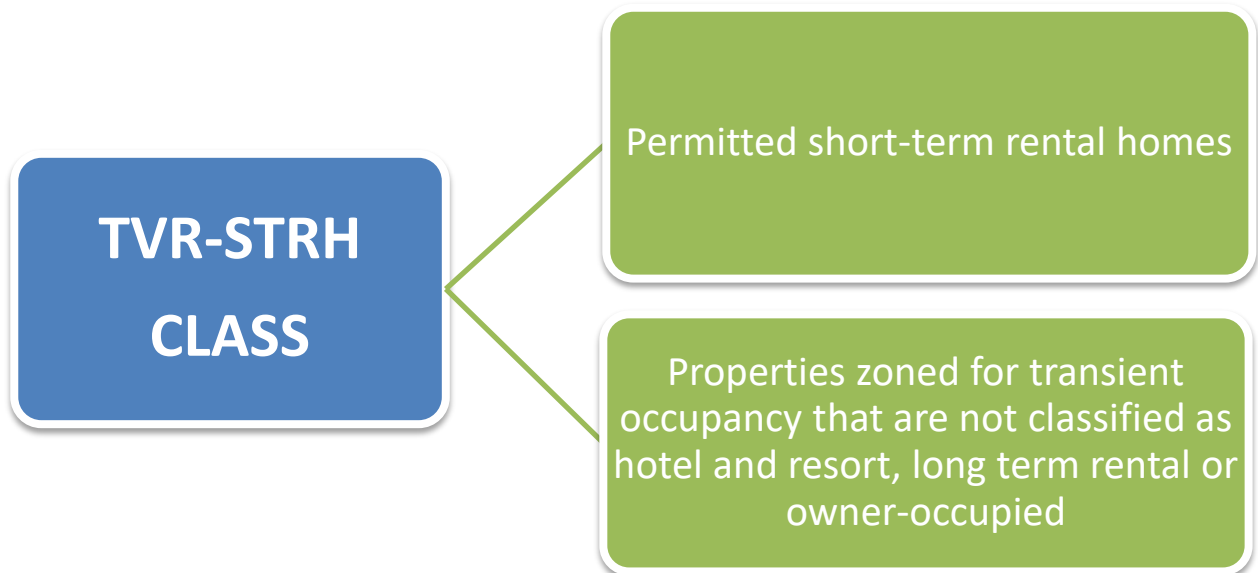 TVR-STRH
CLASS
Permitted short-term rental homes
Properties zoned for transient
occupancy that are not classified as
hotel and resort, long term rental or
owner-occupied